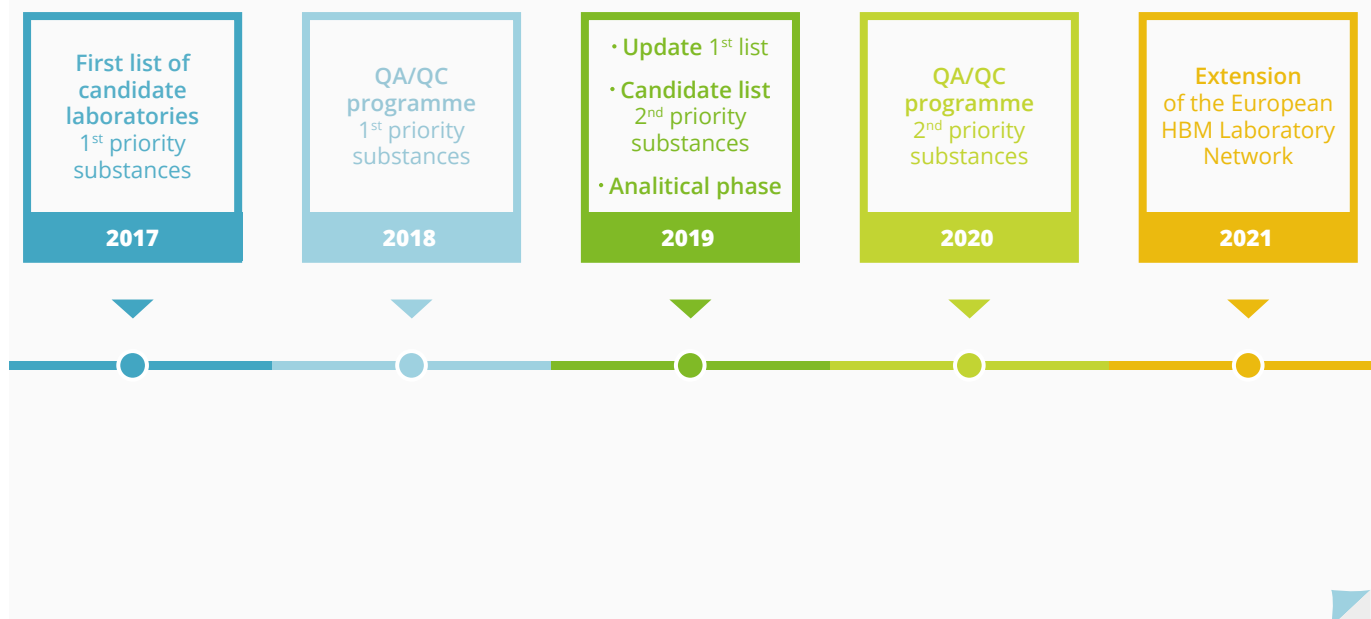 First list of
candidate
laboratories
1st priority
substances
2017
QA/QC
programme
1st priority
substances
2018
· Update 1st list
· Candidate list
2nd priority
substances
· Analitical phase
2019
QA/QC
programme
2nd priority
substances
2020
Extension
of the European
HBM Laboratory
Network
2021